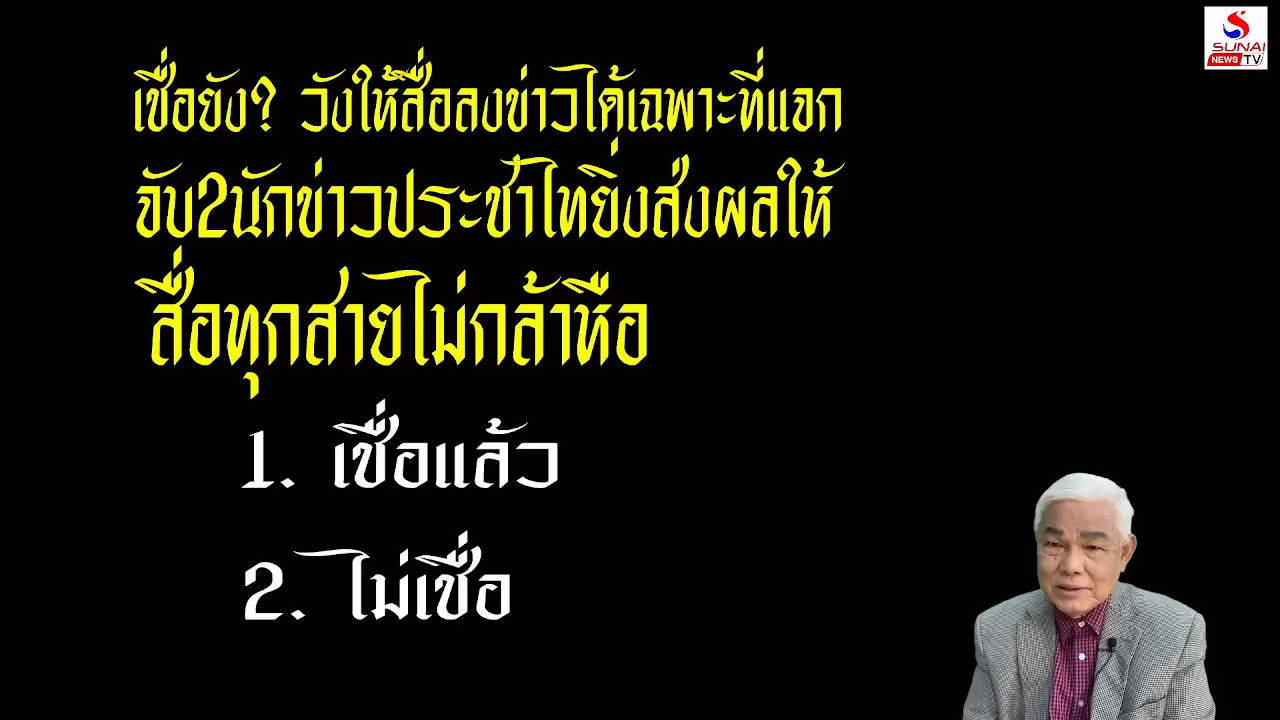 SUNAI
NEWS TV
เชื่อยัง? วังให้สื่อลงข่าวได้เฉพาะที่แจก
จับ2นักข่าวประชาไทยิ่งส่งผลให้
สื่อทุกสายไม่กล้าหือ
1. เชื่อแล้ว
2. ไม่เชื่อ